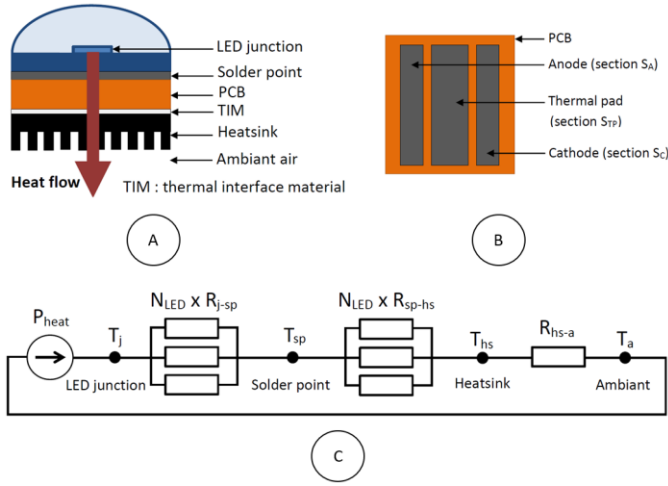 LED junction
Solder point
PCB
TIM
Heatsink
Ambiant air
Heat flow
TIM : thermal interface material
A
PCB
Anode (section SA)
Thermal pad
(section STP)
Cathode (section SC)
B
Pheat
Tj
LED junction
NLED x Rj-sp
Tsp
Solder point
NLED x Rsp-hs
Ths
Heatsink
Rhs-a
Ta
Ambiant
C